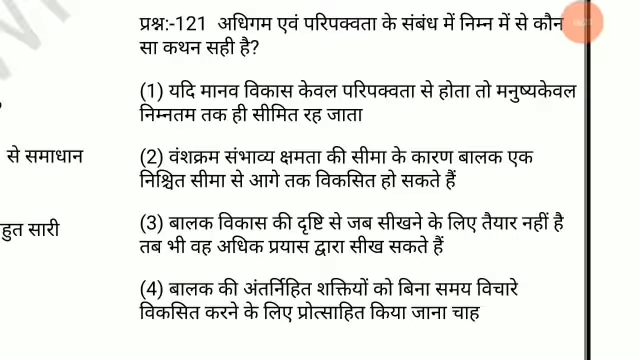 प्रश्न:-121 अधिगम एवं परिपक्वता के संबंध में निम्न में से कौन
सा कथन सही है?
(1) यदि मानव विकास केवल परिपक्वता से होता तो मनुष्यकेवल
निम्नतम तक ही सीमित रह जाता
से समाधान
(2) वंशक्रम संभाव्य क्षमता की सीमा के कारण बालक एक
निश्चित सीमा से आगे तक विकसित हो सकते हैं
हुत सारी
(3) बालक विकास की दृष्टि से जब सीखने के लिए तैयार नहीं है
तब भी वह अधिक प्रयास द्वारा सीख सकते हैं
(4) बालक की अंतर्निहित शक्तियों को बिना समय विचारे
विकसित करने के लिए प्रोत्साहित किया जाना चाह